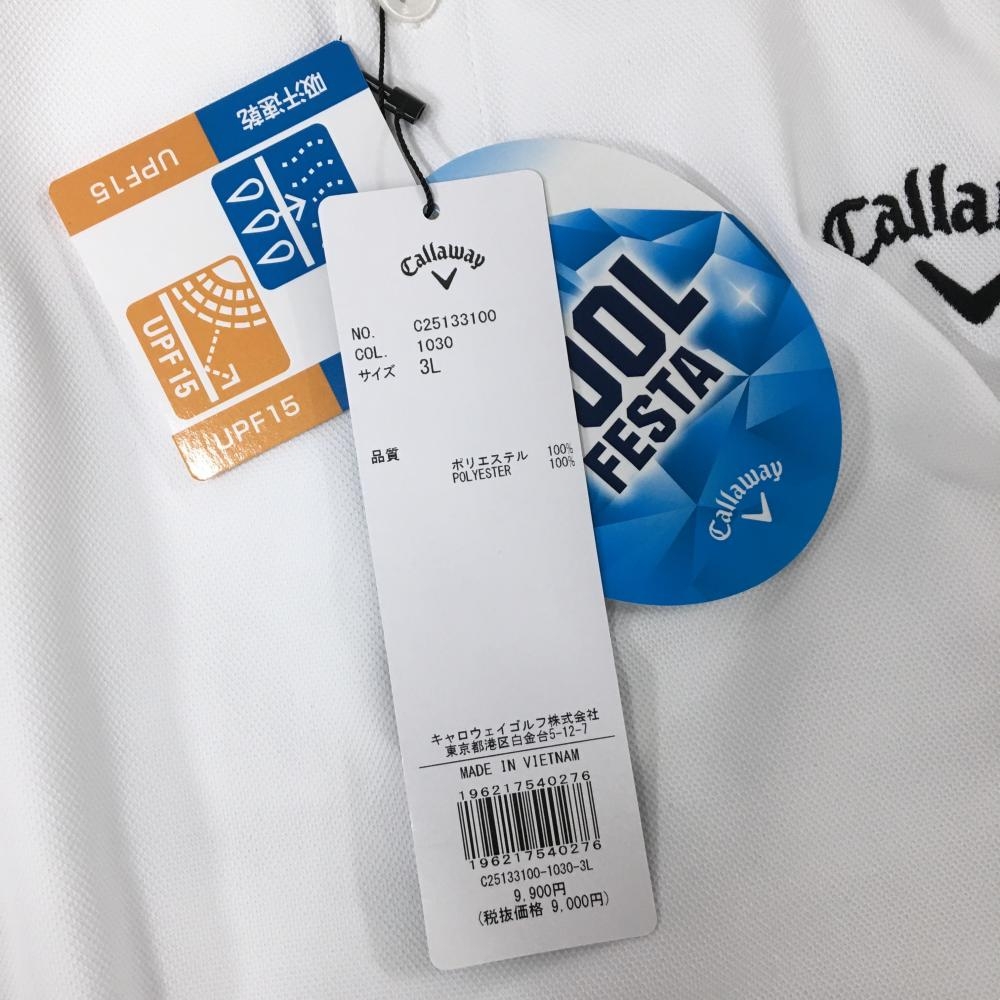 吸汗速乾
UPF15
UPF 15
UPF15
Callaway
NO. C25133100
COL. 1030
サイズ 3L
品質 ポリエステル 100%
POLYESTER 100%
キャロウェイゴルフ株式会社
東京都港区白金台5-12-7
MADE IN VIETNAM
196217540276
196217540276
C25133100-1030-3L
9,900円
(税抜価格 9,000円)
FESTA
Callaway